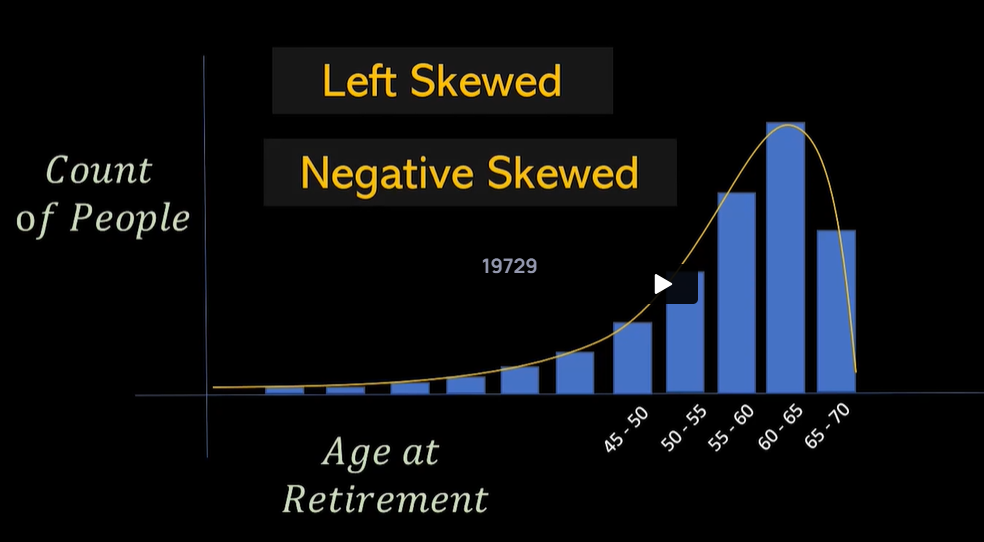 Left Skewed
Negative Skewed
Count
of People
19729
45 - 50
50 - 55
55 - 60
60 - 65
65 - 70
Age at
Retirement